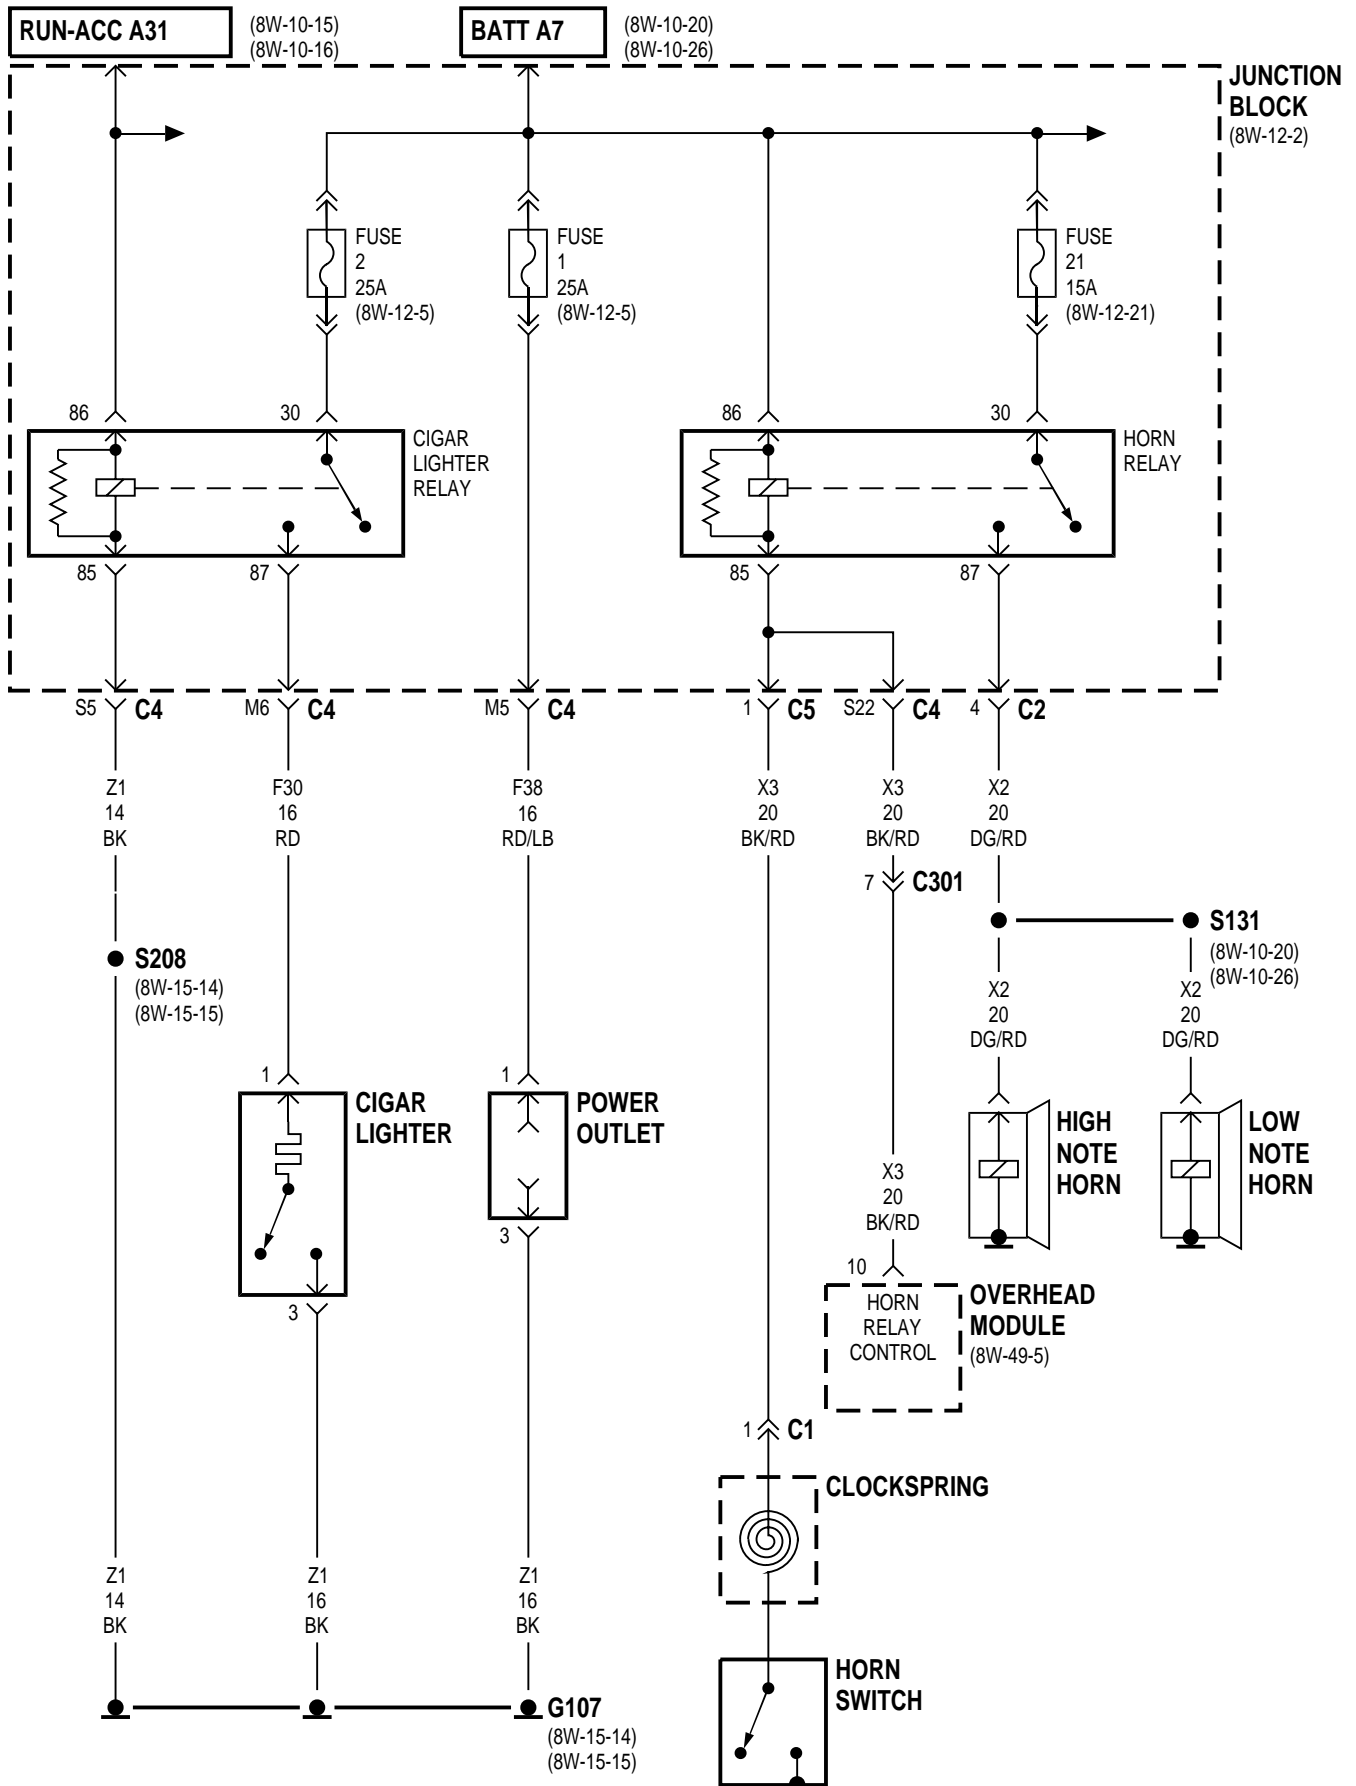 RUN-ACC A31
(8W-10-15)
(8W-10-16)
BATT A7
(8W-10-20)
(8W-10-26)
JUNCTION
BLOCK
(8W-12-2)
FUSE
2
25A
(8W-12-5)
FUSE
1
25A
(8W-12-5)
FUSE
21
15A
(8W-12-21)
86
30
CIGAR
LIGHTER
RELAY
85
87
86
30
HORN
RELAY
85
87
S5 C4
M6 C4
M5 C4
1 C5
S22 C4
4 C2
Z1
14
BK
F30
16
RD
F38
16
RD/LB
X3
20
BK/RD
X3
20
BK/RD
X2
20
DG/RD
7 C301
S131
(8W-10-20)
(8W-10-26)
S208
(8W-15-14)
(8W-15-15)
X2
20
DG/RD
X2
20
DG/RD
1
CIGAR
LIGHTER
3
1
POWER
OUTLET
3
HIGH
NOTE
HORN
LOW
NOTE
HORN
X3
20
BK/RD
10
HORN
RELAY
CONTROL
OVERHEAD
MODULE
(8W-49-5)
1 C1
CLOCKSPRING
Z1
14
BK
Z1
16
BK
Z1
16
BK
HORN
SWITCH
G107
(8W-15-14)
(8W-15-15)